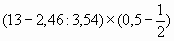 (13 − 2,46 : 3,54) × (0,5 − 1/2)